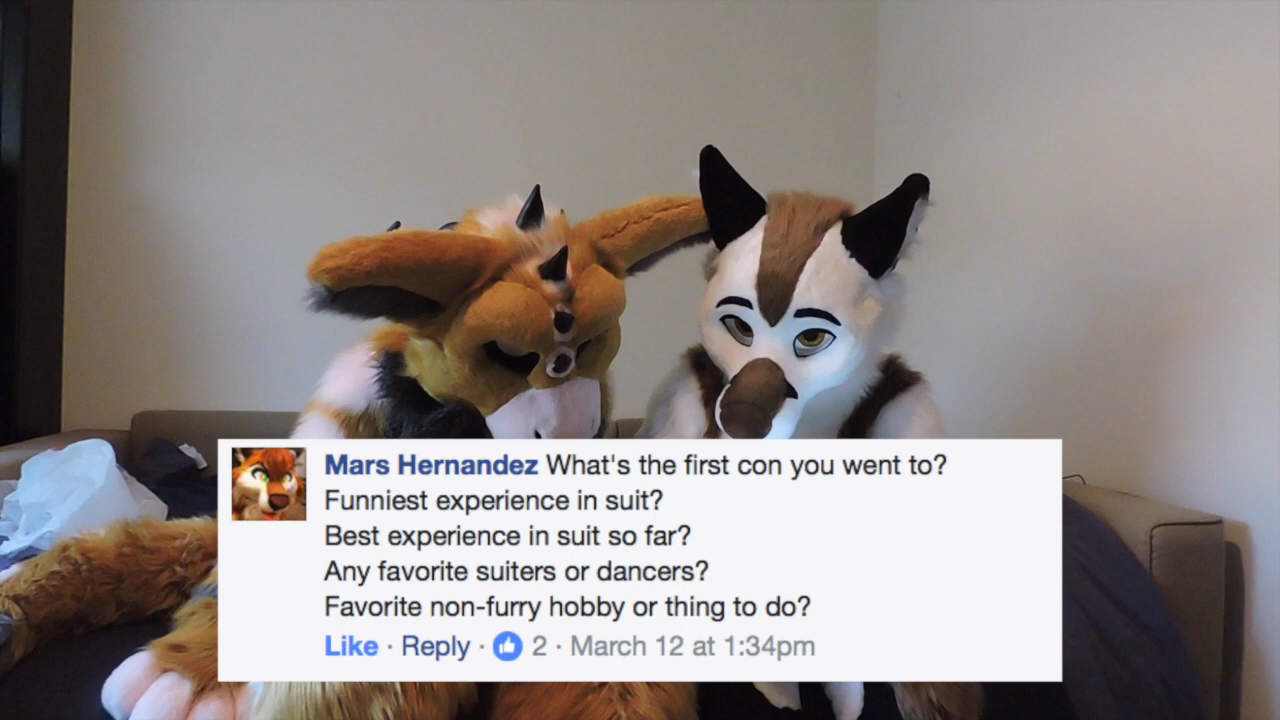 Mars Hernandez What's the first con you went to?
Funniest experience in suit?
Best experience in suit so far?
Any favorite suiters or dancers?
Favorite non-furry hobby or thing to do?
Like · Reply · 2 · March 12 at 1:34pm